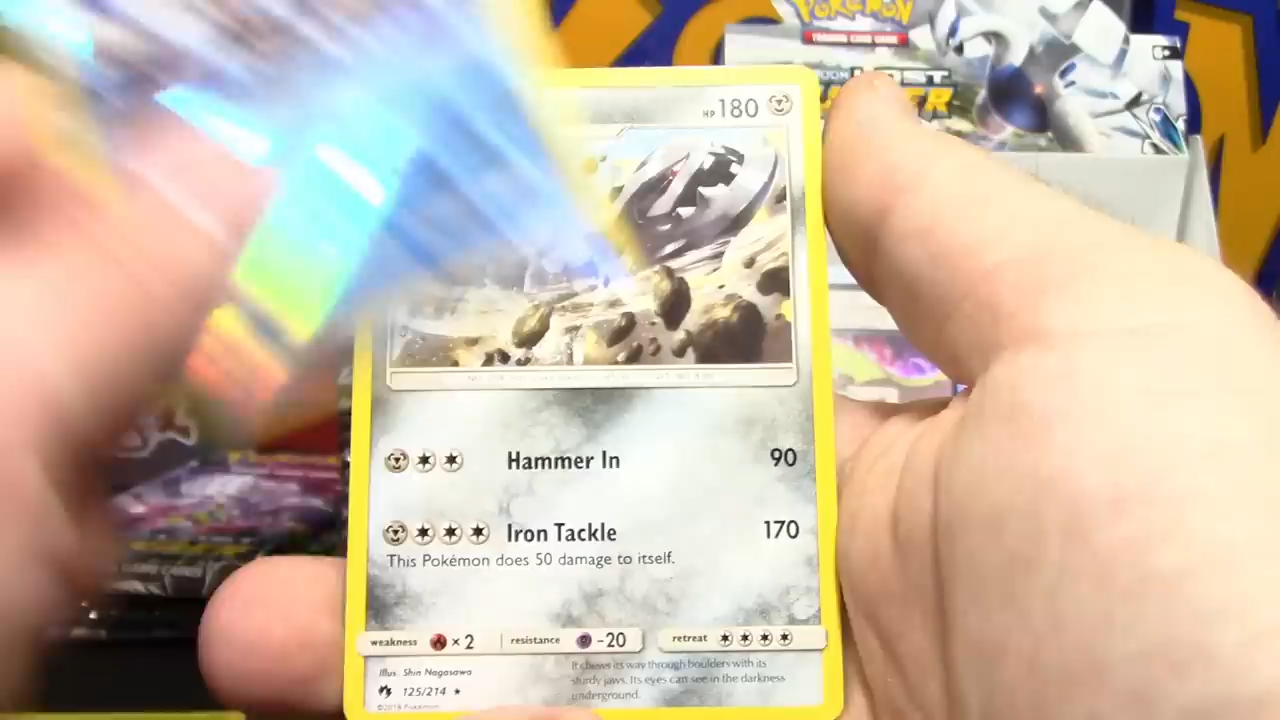 POKÉMON
TRADING CARD GAME
LOST
6+
HP 180
Hammer In 90
Iron Tackle 170
This Pokémon does 50 damage to itself.
weakness × 2 resistance -20 retreat
Illus. Shin Nagasawa
125/214
©2018 Pokémon
It chews its way through boulders with its
sturdy jaws. Its eyes can see in the darkness
underground.